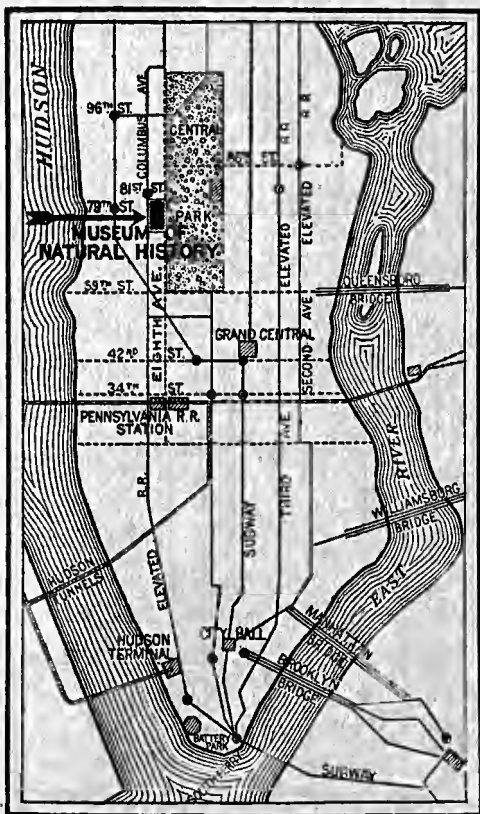 HUDSON
96TH ST.
COLUMBUS AVE
CENTRAL
PARK
81ST ST.
79TH ST.
MUSEUM OF
NATURAL HISTORY
59TH ST.
EIGHTH AVE.
ELEVATED R.R.
ELEVATED R.R.
SECOND AVE
QUEENSBORO
BRIDGE
GRAND CENTRAL
42ND ST.
34TH ST.
PENNSYLVANIA R.R.
STATION
ELEVATED R.R.
SUBWAY
THIRD AVE
RIVER
EAST
WILLIAMSBURG
BRIDGE
HUDSON
TUNNELS
HUDSON
TERMINAL
CITY HALL
MANHATTAN
BRIDGE
BROOKLYN
BRIDGE
BATTERY
PARK
SOUTH FERRY
SUBWAY